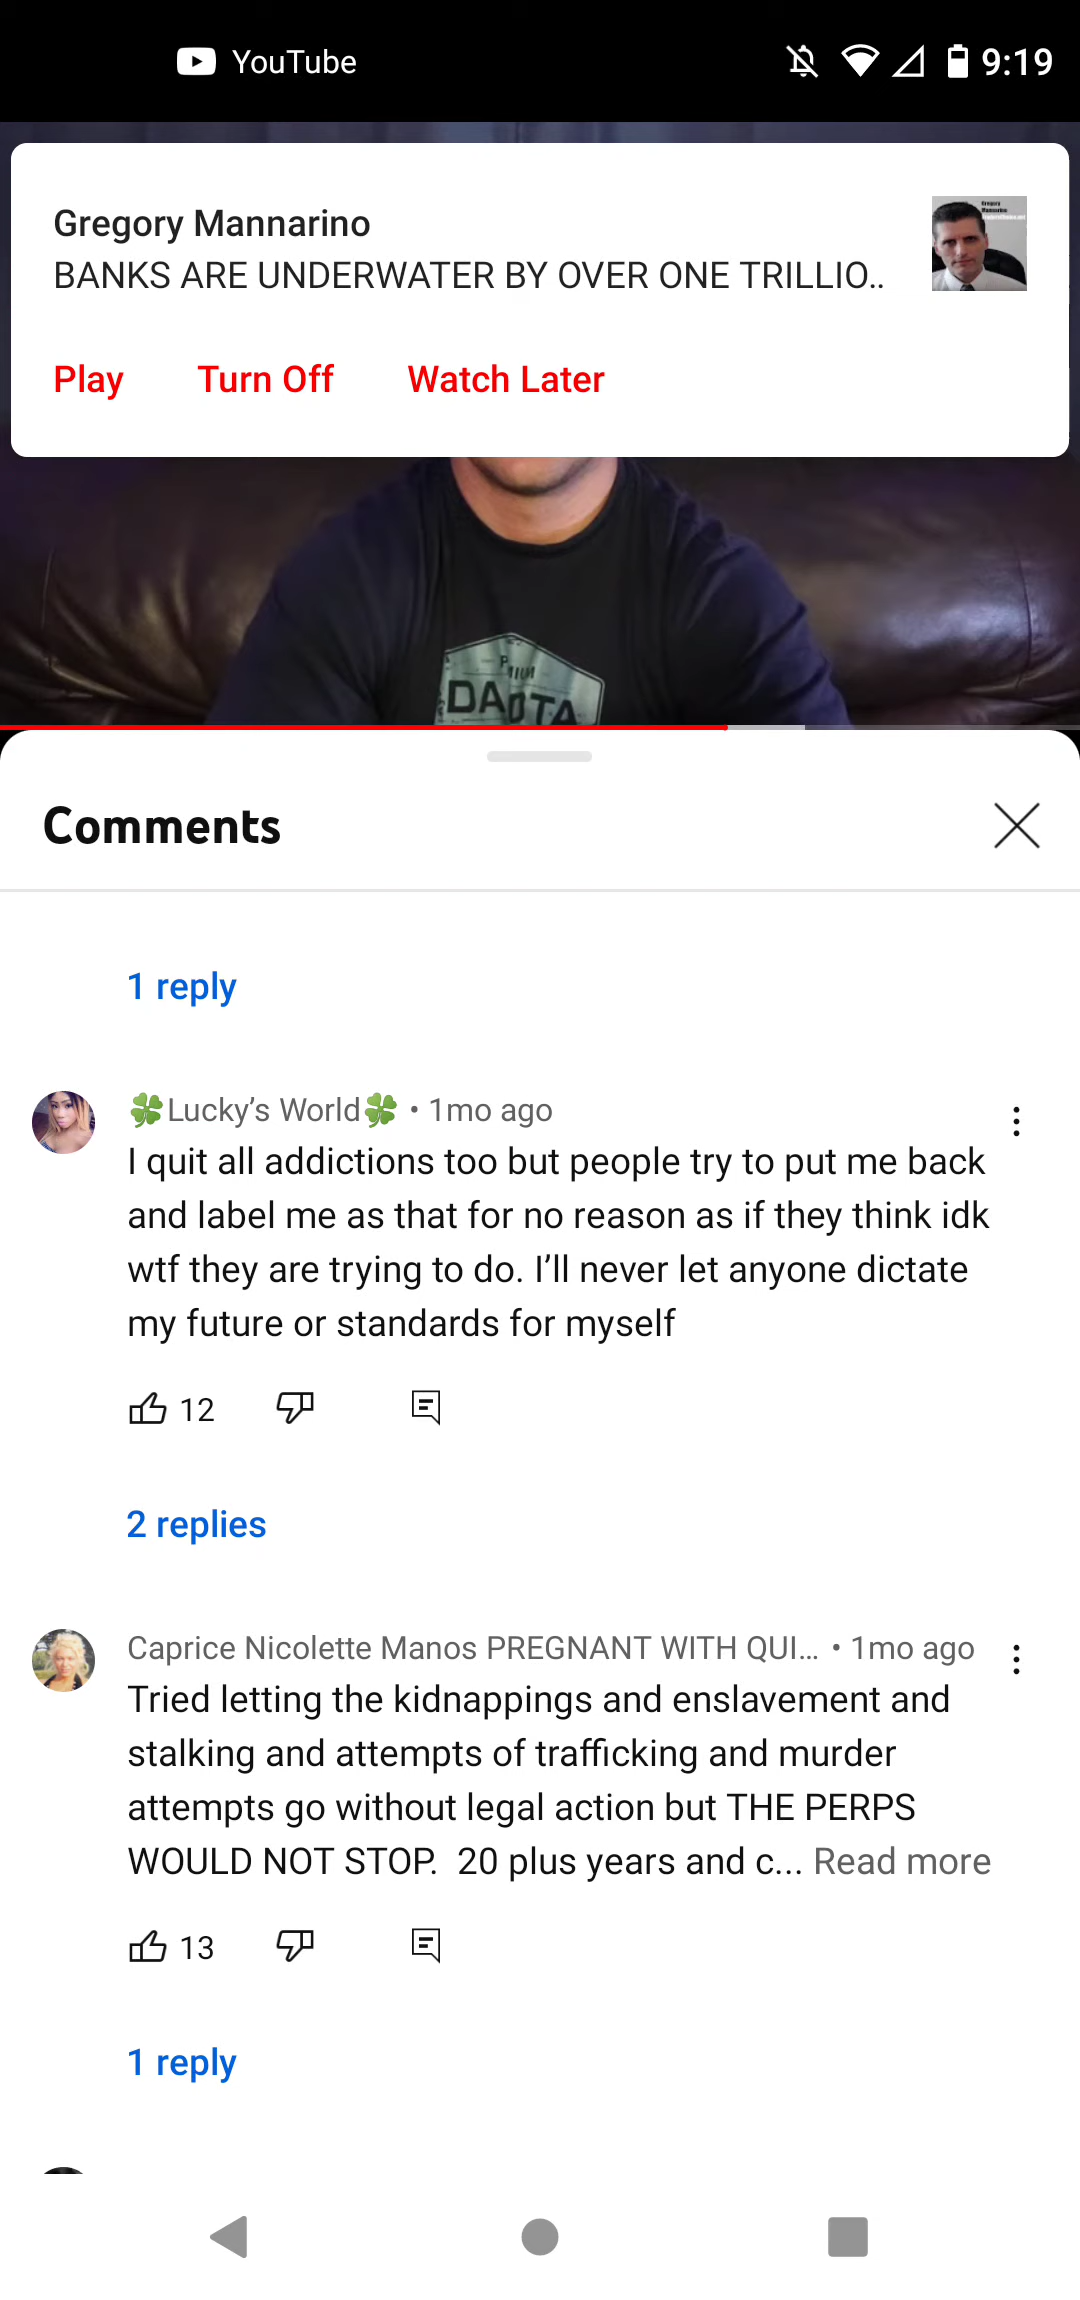 YouTube
9:19
Gregory Mannarino
BANKS ARE UNDERWATER BY OVER ONE TRILLIO..
Play Turn Off Watch Later
DA
TA
Comments
1 reply
🍀Lucky’s World🍀 • 1mo ago
I quit all addictions too but people try to put me back
and label me as that for no reason as if they think idk
wtf they are trying to do. I’ll never let anyone dictate
my future or standards for myself
12
2 replies
Caprice Nicolette Manos PREGNANT WITH QUI... • 1mo ago
Tried letting the kidnappings and enslavement and
stalking and attempts of trafficking and murder
attempts go without legal action but THE PERPS
WOULD NOT STOP.  20 plus years and c... Read more
13
1 reply